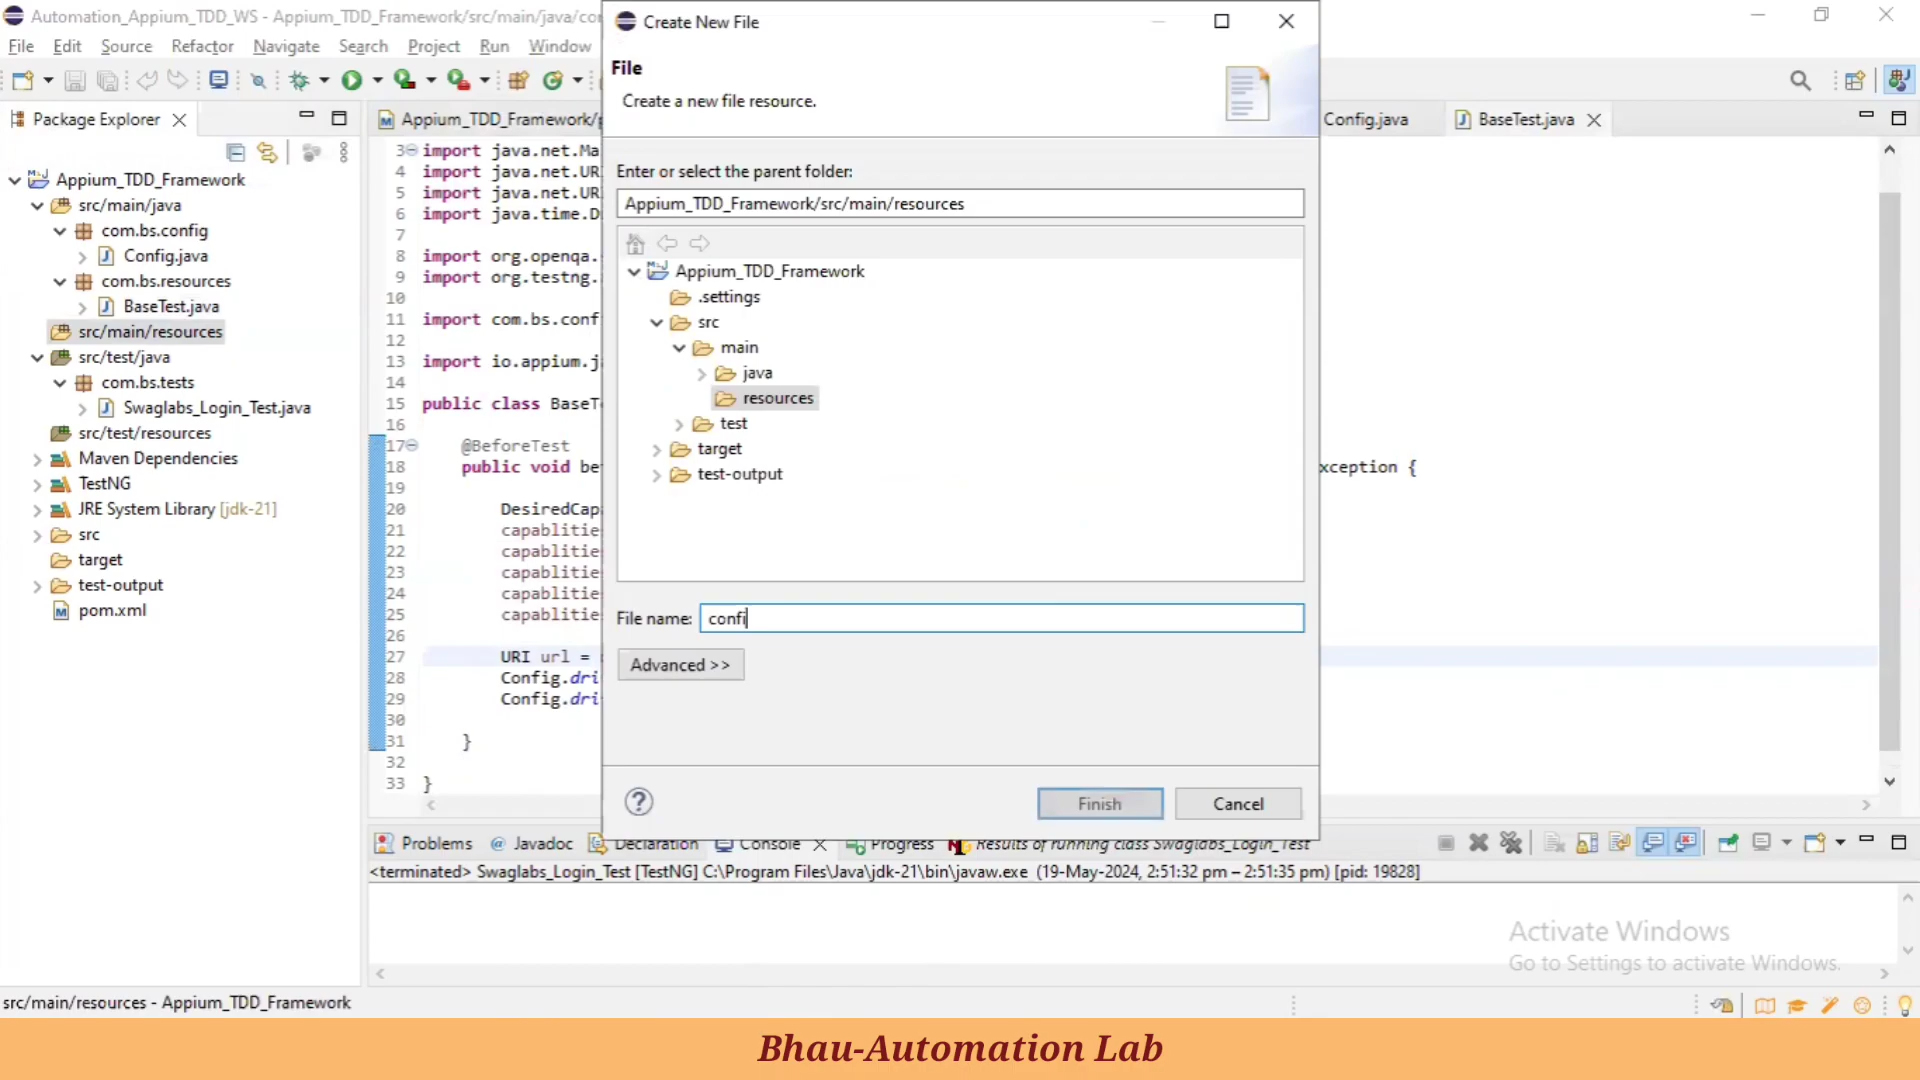 Automation_Appium_TDD_WS - Appium_TDD_Framework/src/main/java/co
File Edit Source Refactor Navigate Search Project Run Window
Package Explorer
Appium_TDD_Framework
src/main/java
com.bs.config
Config.java
com.bs.resources
BaseTest.java
src/main/resources
src/test/java
com.bs.tests
Swaglabs_Login_Test.java
src/test/resources
Maven Dependencies
TestNG
JRE System Library [jdk-21]
src
target
test-output
pom.xml
Appium_TDD_Framework/
Config.java
BaseTest.java
3 import java.net.Ma
4 import java.net.UR
5 import java.net.UR
6 import java.time.D
7
8 import org.openqa.
9 import org.testng.
10
11 import com.bs.conf
12
13 import io.appium.j
14
15 public class BaseT
16
17 @BeforeTest
18 public void be xception {
19
20 DesiredCap
21 capablitie
22 capablitie
23 capablitie
24 capablitie
25 capablitie
26
27 URI url =
28 Config.dri
29 Config.dri
30
31 }
32
33 }
Create New File
File
Create a new file resource.
Enter or select the parent folder:
Appium_TDD_Framework/src/main/resources
Appium_TDD_Framework
.settings
src
main
java
resources
test
target
test-output
File name: confi
Advanced >>
Finish Cancel
Problems Javadoc Declaration Console Progress Results of running class Swaglabs_Login_Test
<terminated> Swaglabs_Login_Test [TestNG] C:\Program Files\Java\jdk-21\bin\javaw.exe (19-May-2024, 2:51:32 pm – 2:51:35 pm) [pid: 19828]
Activate Windows
Go to Settings to activate Windows.
src/main/resources - Appium_TDD_Framework
Bhau-Automation Lab